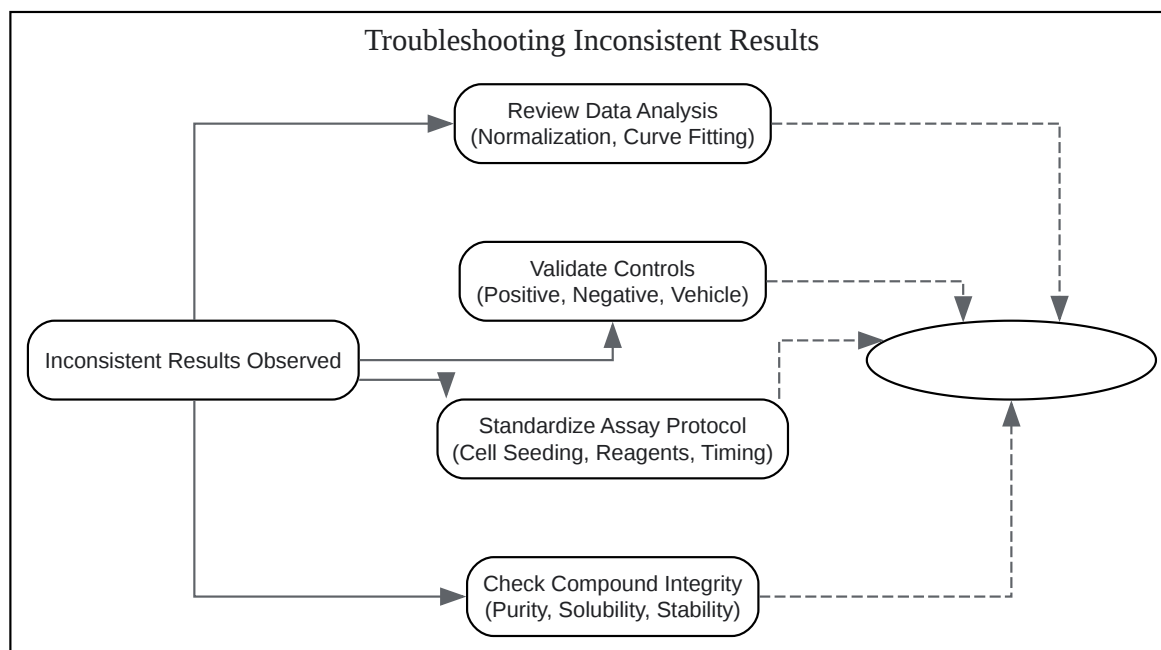 Troubleshooting Inconsistent Results
Review Data Analysis
(Normalization, Curve Fitting)
Validate Controls
(Positive, Negative, Vehicle)
Inconsistent Results Observed
Standardize Assay Protocol
(Cell Seeding, Reagents, Timing)
Check Compound Integrity
(Purity, Solubility, Stability)